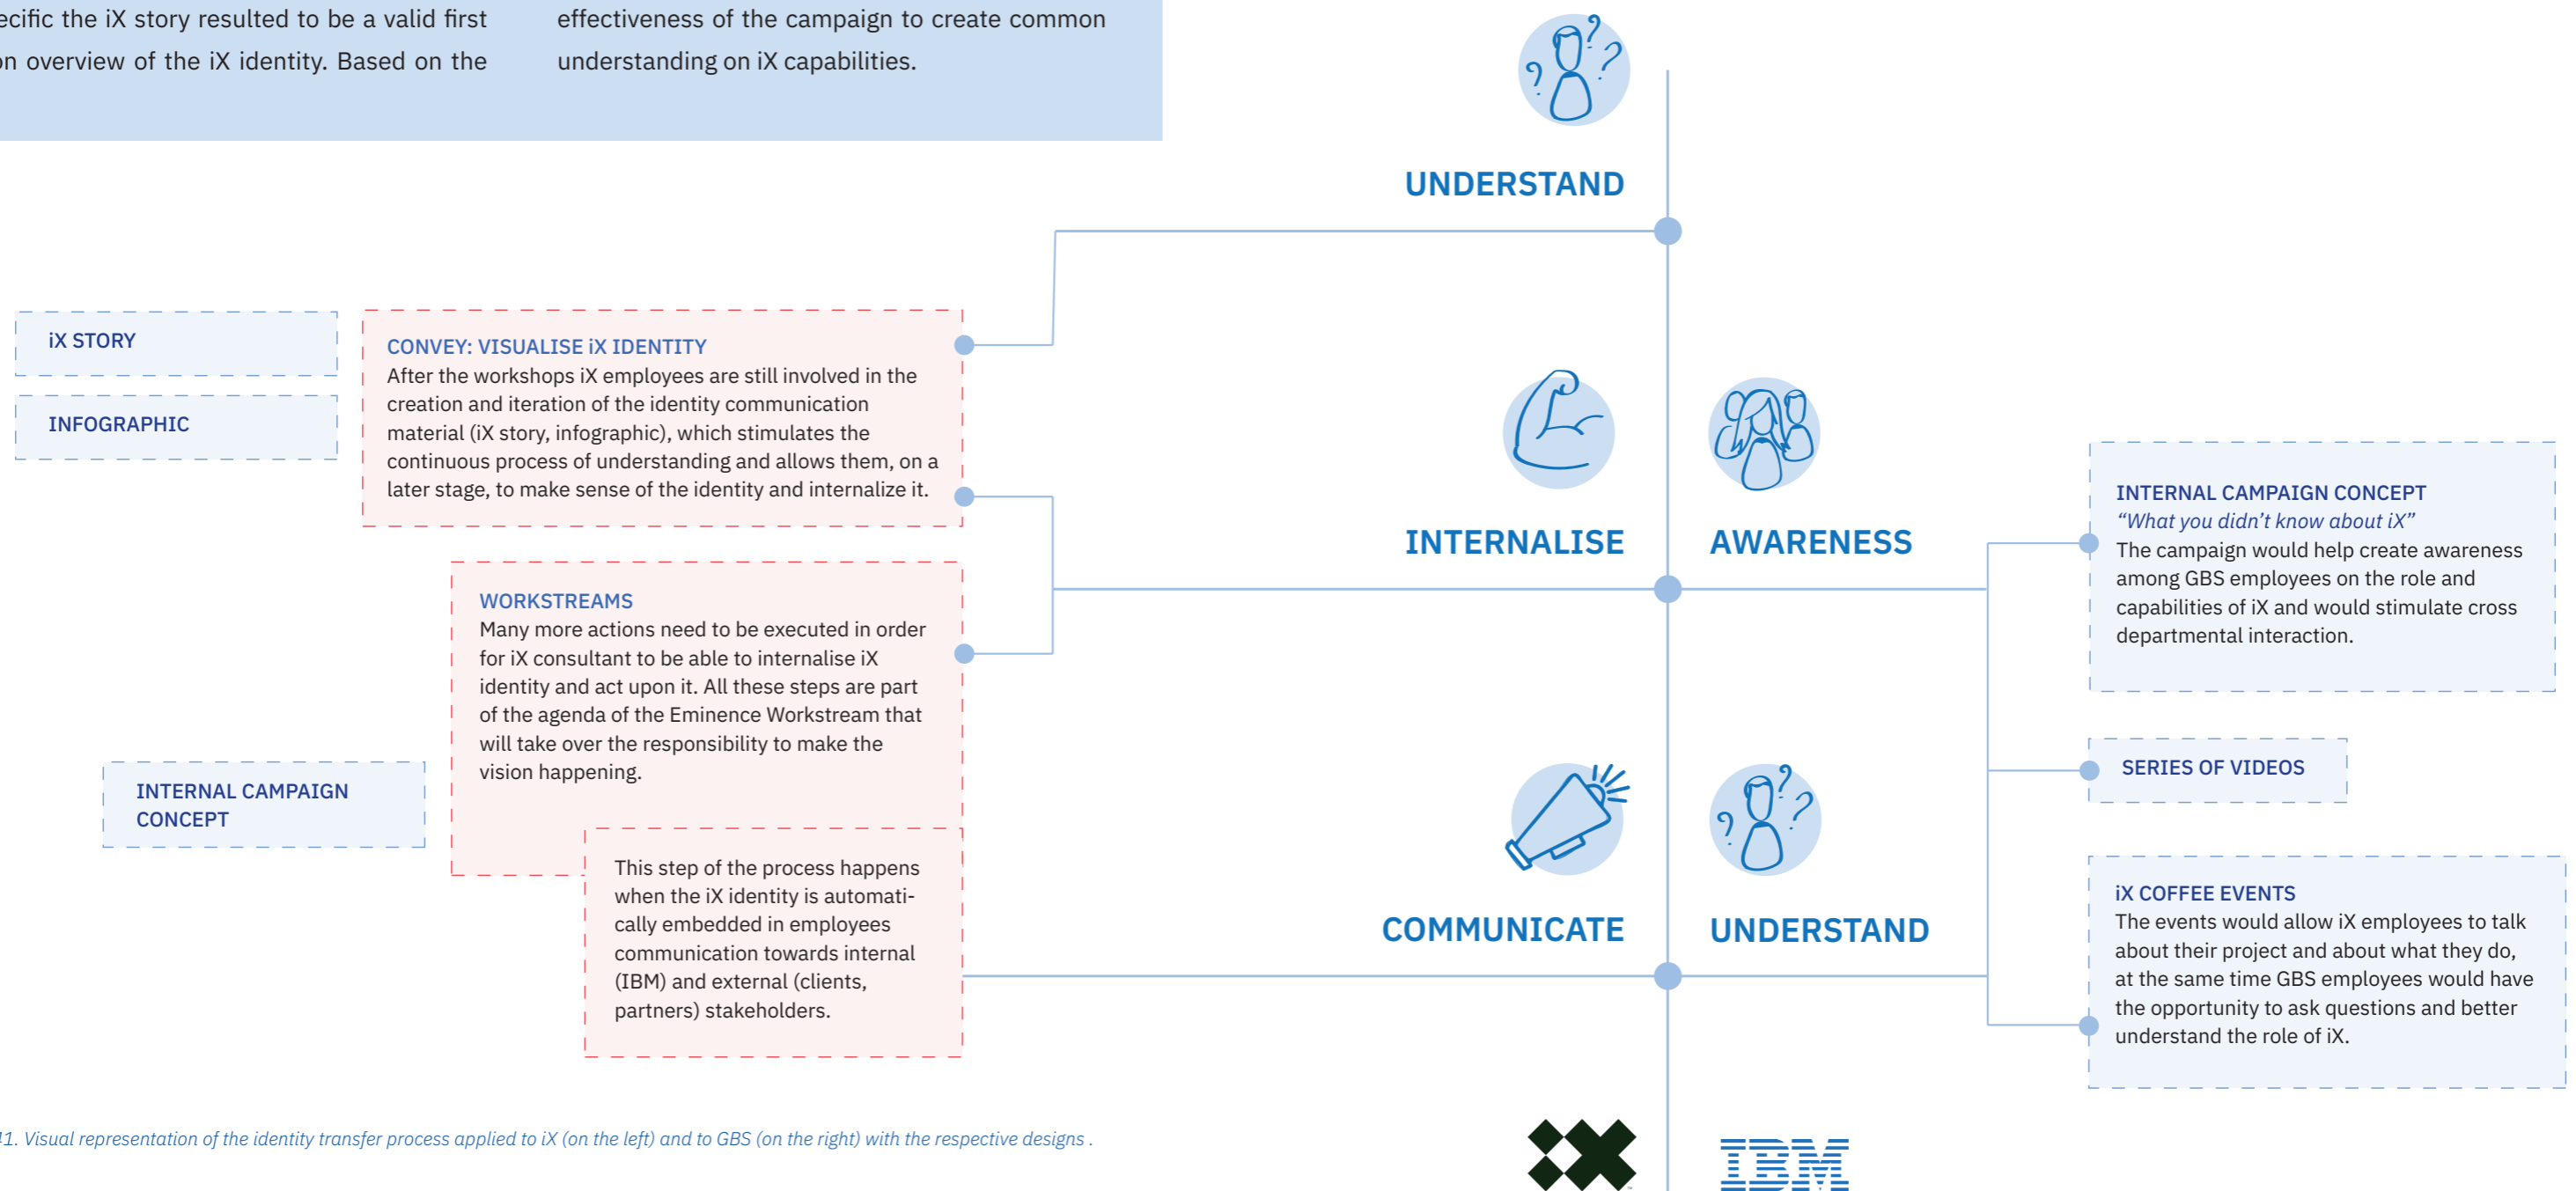 ecific the iX story resulted to be a valid first
on overview of the iX identity. Based on the
effectiveness of the campaign to create common
understanding on iX capabilities.
UNDERSTAND
iX STORY
INFOGRAPHIC
CONVEY: VISUALISE iX IDENTITY
After the workshops iX employees are still involved in the
creation and iteration of the identity communication
material (iX story, infographic), which stimulates the
continuous process of understanding and allows them, on a
later stage, to make sense of the identity and internalize it.
INTERNALISE
AWARENESS
INTERNAL CAMPAIGN CONCEPT
“What you didn’t know about iX”
The campaign would help create awareness
among GBS employees on the role and
capabilities of iX and would stimulate cross
departmental interaction.
WORKSTREAMS
Many more actions need to be executed in order
for iX consultant to be able to internalise iX
identity and act upon it. All these steps are part
of the agenda of the Eminence Workstream that
will take over the responsibility to make the
vision happening.
INTERNAL CAMPAIGN
CONCEPT
SERIES OF VIDEOS
This step of the process happens
when the iX identity is automati-
cally embedded in employees
communication towards internal
(IBM) and external (clients,
partners) stakeholders.
COMMUNICATE
UNDERSTAND
iX COFFEE EVENTS
The events would allow iX employees to talk
about their project and about what they do,
at the same time GBS employees would have
the opportunity to ask questions and better
understand the role of iX.
41. Visual representation of the identity transfer process applied to iX (on the left) and to GBS (on the right) with the respective designs .
iX
IBM